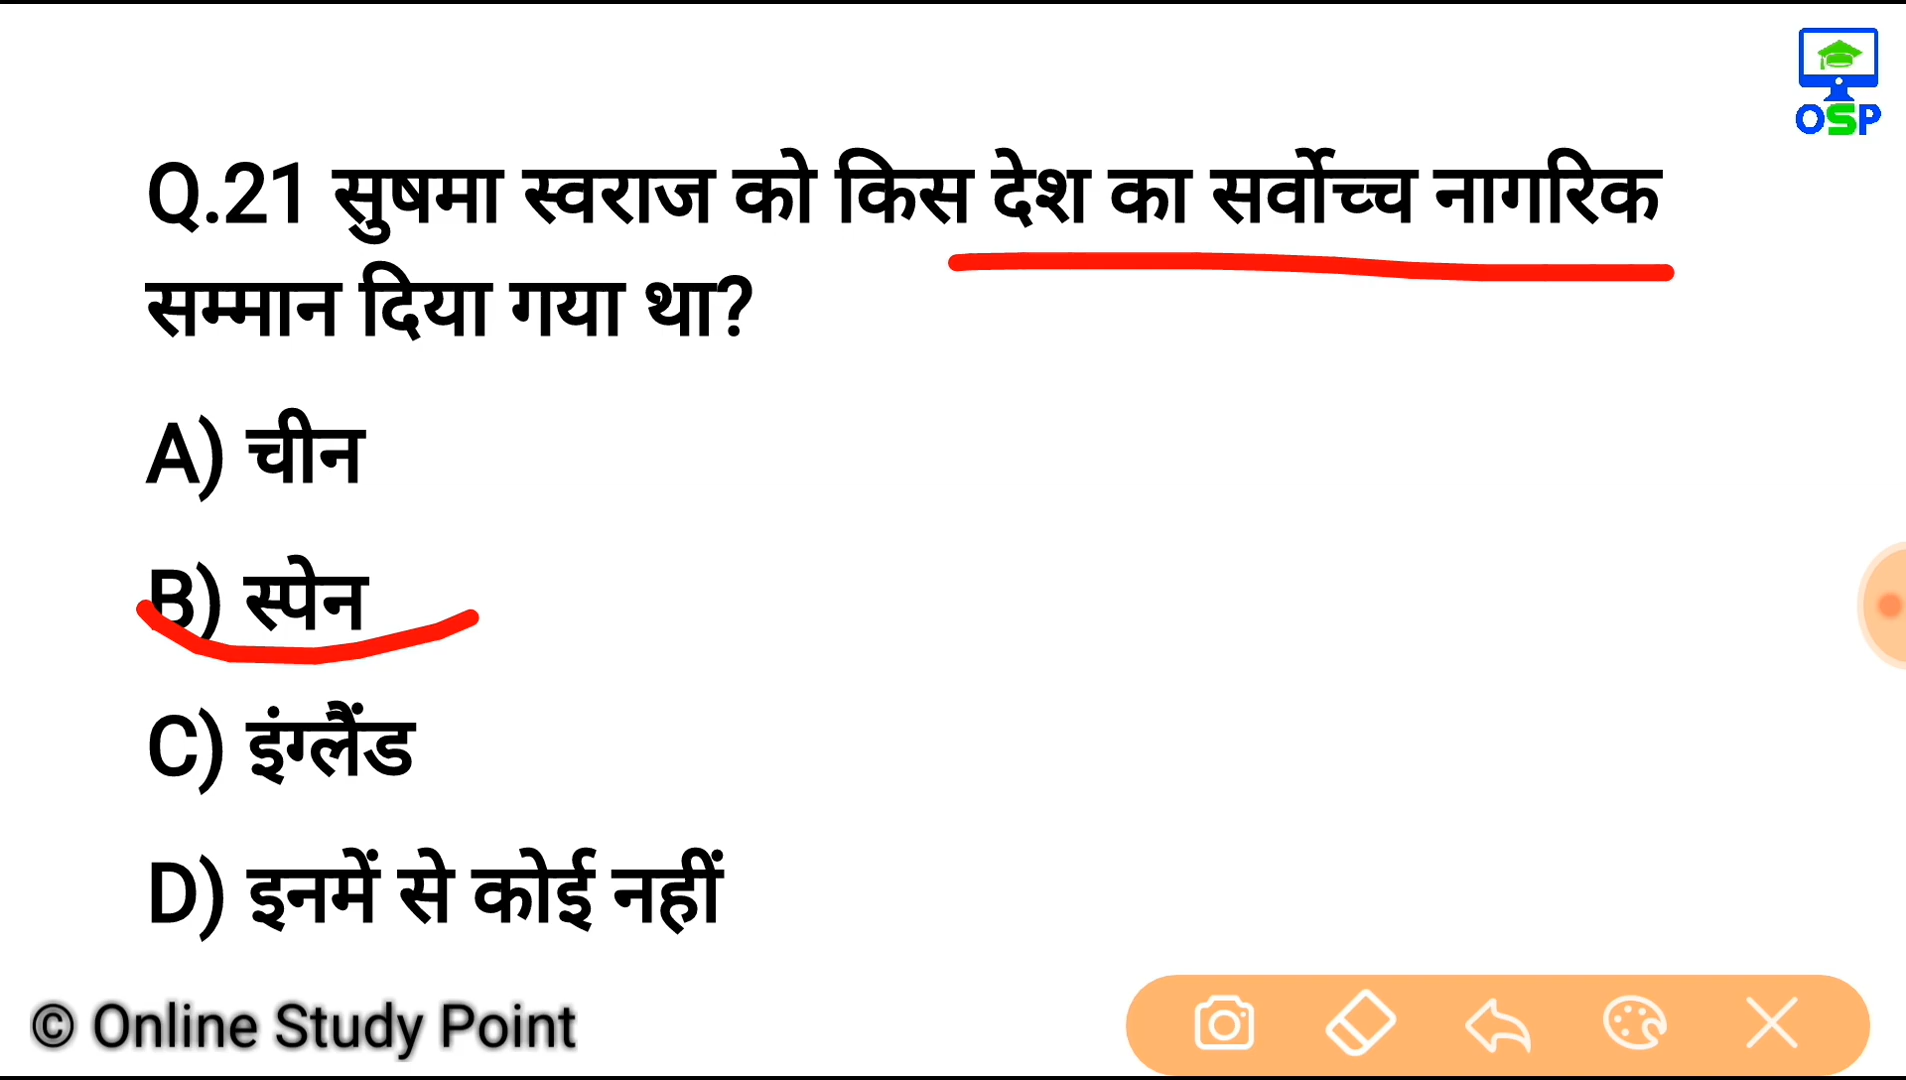 OSP
Q.21 सुषमा स्वराज को किस देश का सर्वोच्च नागरिक
सम्मान दिया गया था?
A) चीन
B) स्पेन
C) इंग्लैंड
D) इनमें से कोई नहीं
© Online Study Point